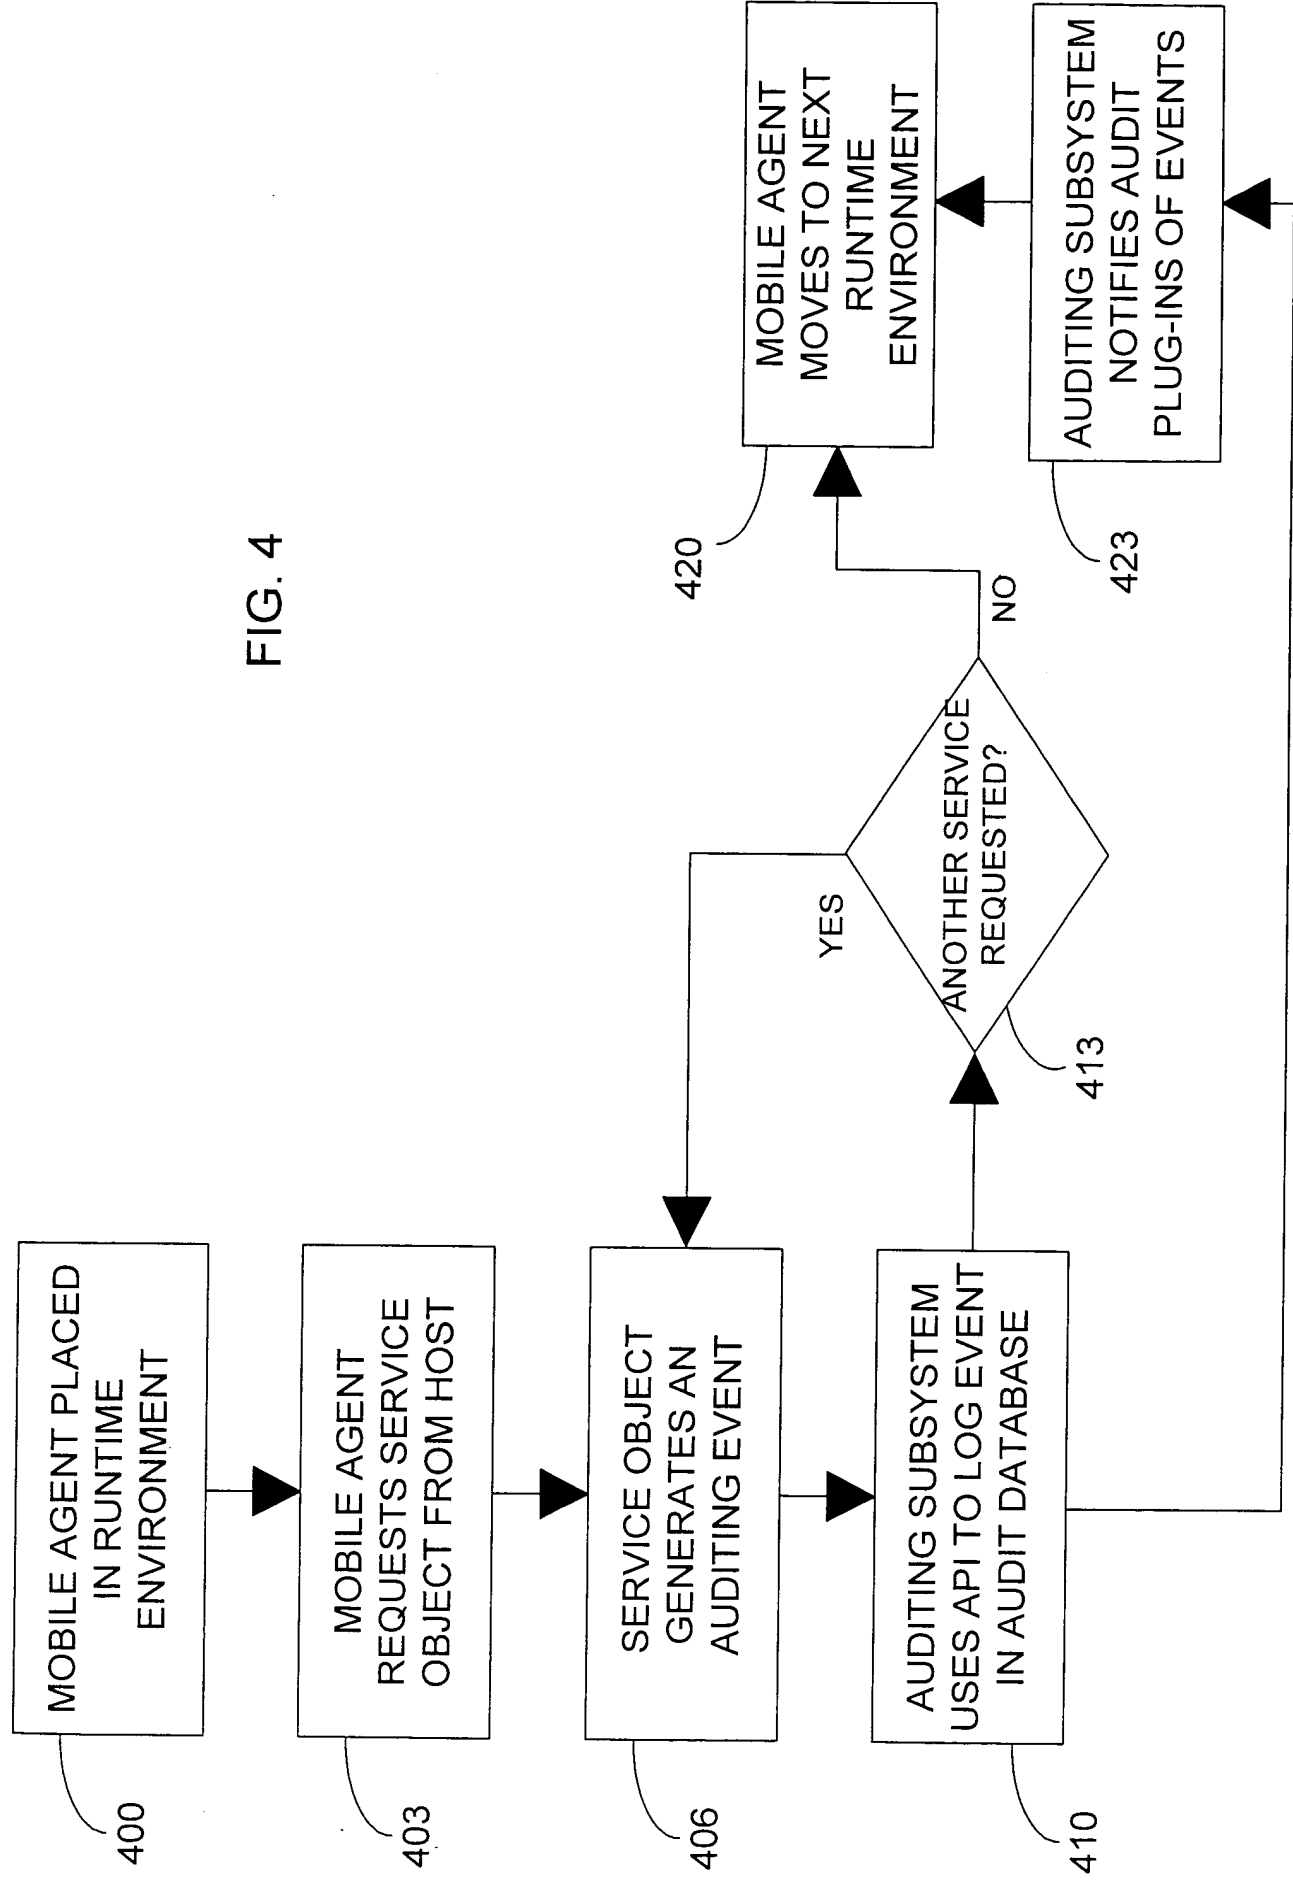 FIG. 4
MOBILE AGENT PLACED
IN RUNTIME
ENVIRONMENT
400
MOBILE AGENT
REQUESTS SERVICE
OBJECT FROM HOST
403
SERVICE OBJECT
GENERATES AN
AUDITING EVENT
406
AUDITING SUBSYSTEM
USES API TO LOG EVENT
IN AUDIT DATABASE
410
ANOTHER SERVICE
REQUESTED?
413
YES
NO
MOBILE AGENT
MOVES TO NEXT
RUNTIME
ENVIRONMENT
420
AUDITING SUBSYSTEM
NOTIFIES AUDIT
PLUG-INS OF EVENTS
423